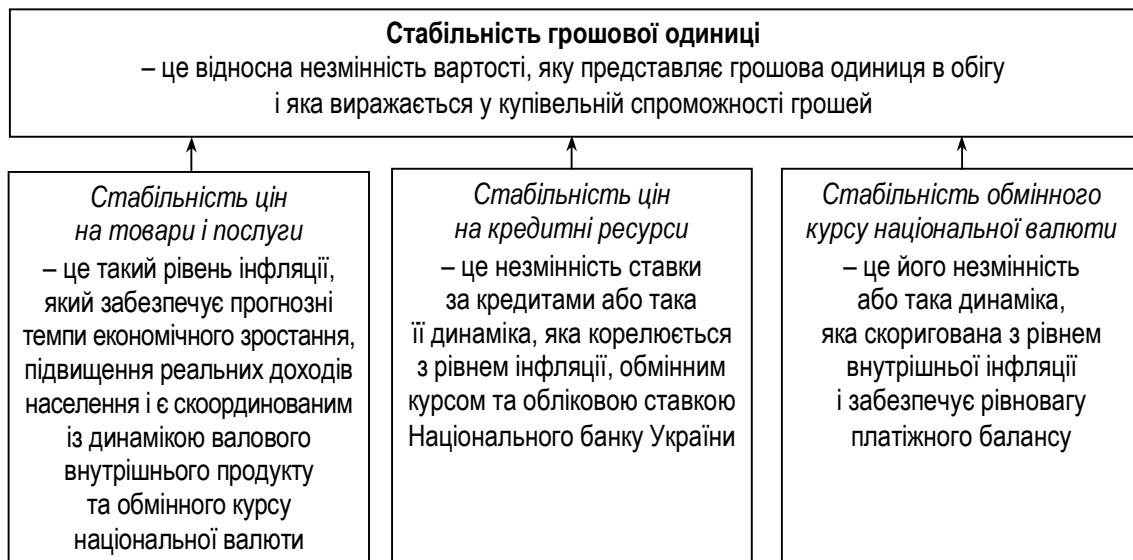 Стабільність грошової одиниці
– це відносна незмінність вартості, яку представляє грошова одиниця в обігу
і яка виражається у купівельній спроможності грошей
Стабільність цін
на товари і послуги
– це такий рівень інфляції,
який забезпечує прогнозні
темпи економічного зростання,
підвищення реальних доходів
населення і є скоординованим
із динамікою валового
внутрішнього продукту
та обмінного курсу
національної валюти
Стабільність цін
на кредитні ресурси
– це незмінність ставки
за кредитами або така
її динаміка, яка корелюється
з рівнем інфляції, обмінним
курсом та обліковою ставкою
Національного банку України
Стабільність обмінного
курсу національної валюти
– це його незмінність
або така динаміка,
яка скоригована з рівнем
внутрішньої інфляції
і забезпечує рівновагу
платіжного балансу